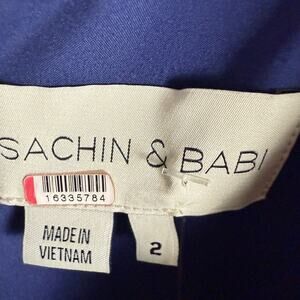 SACHIN & BABI
16335784
MADE IN
VIETNAM
2